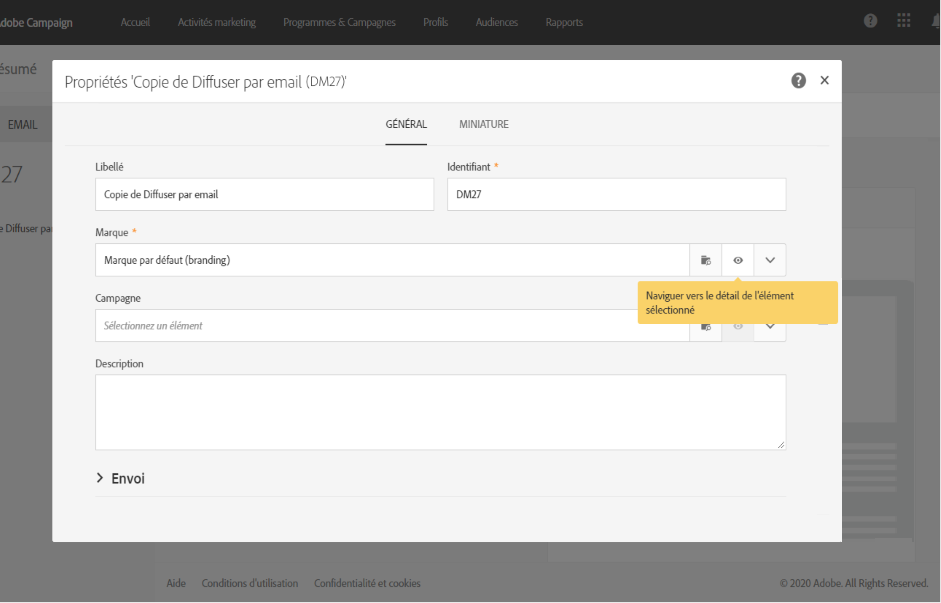 dobe Campaign Accueil Activités marketing Programmes & Campagnes Profils Audiences Rapports
ésumé
Propriétés 'Copie de Diffuser par email (DM27)'
EMAIL
GÉNÉRAL MINIATURE
27
Libellé Identifiant *
Copie de Diffuser par email DM27
e Diffuser pa
Marque *
Marque par défaut (branding)
Naviguer vers le détail de l'élément
sélectionné
Campagne
Sélectionnez un élément
Description
Envoi
Aide Conditions d'utilisation Confidentialité et cookies © 2020 Adobe. All Rights Reserved.